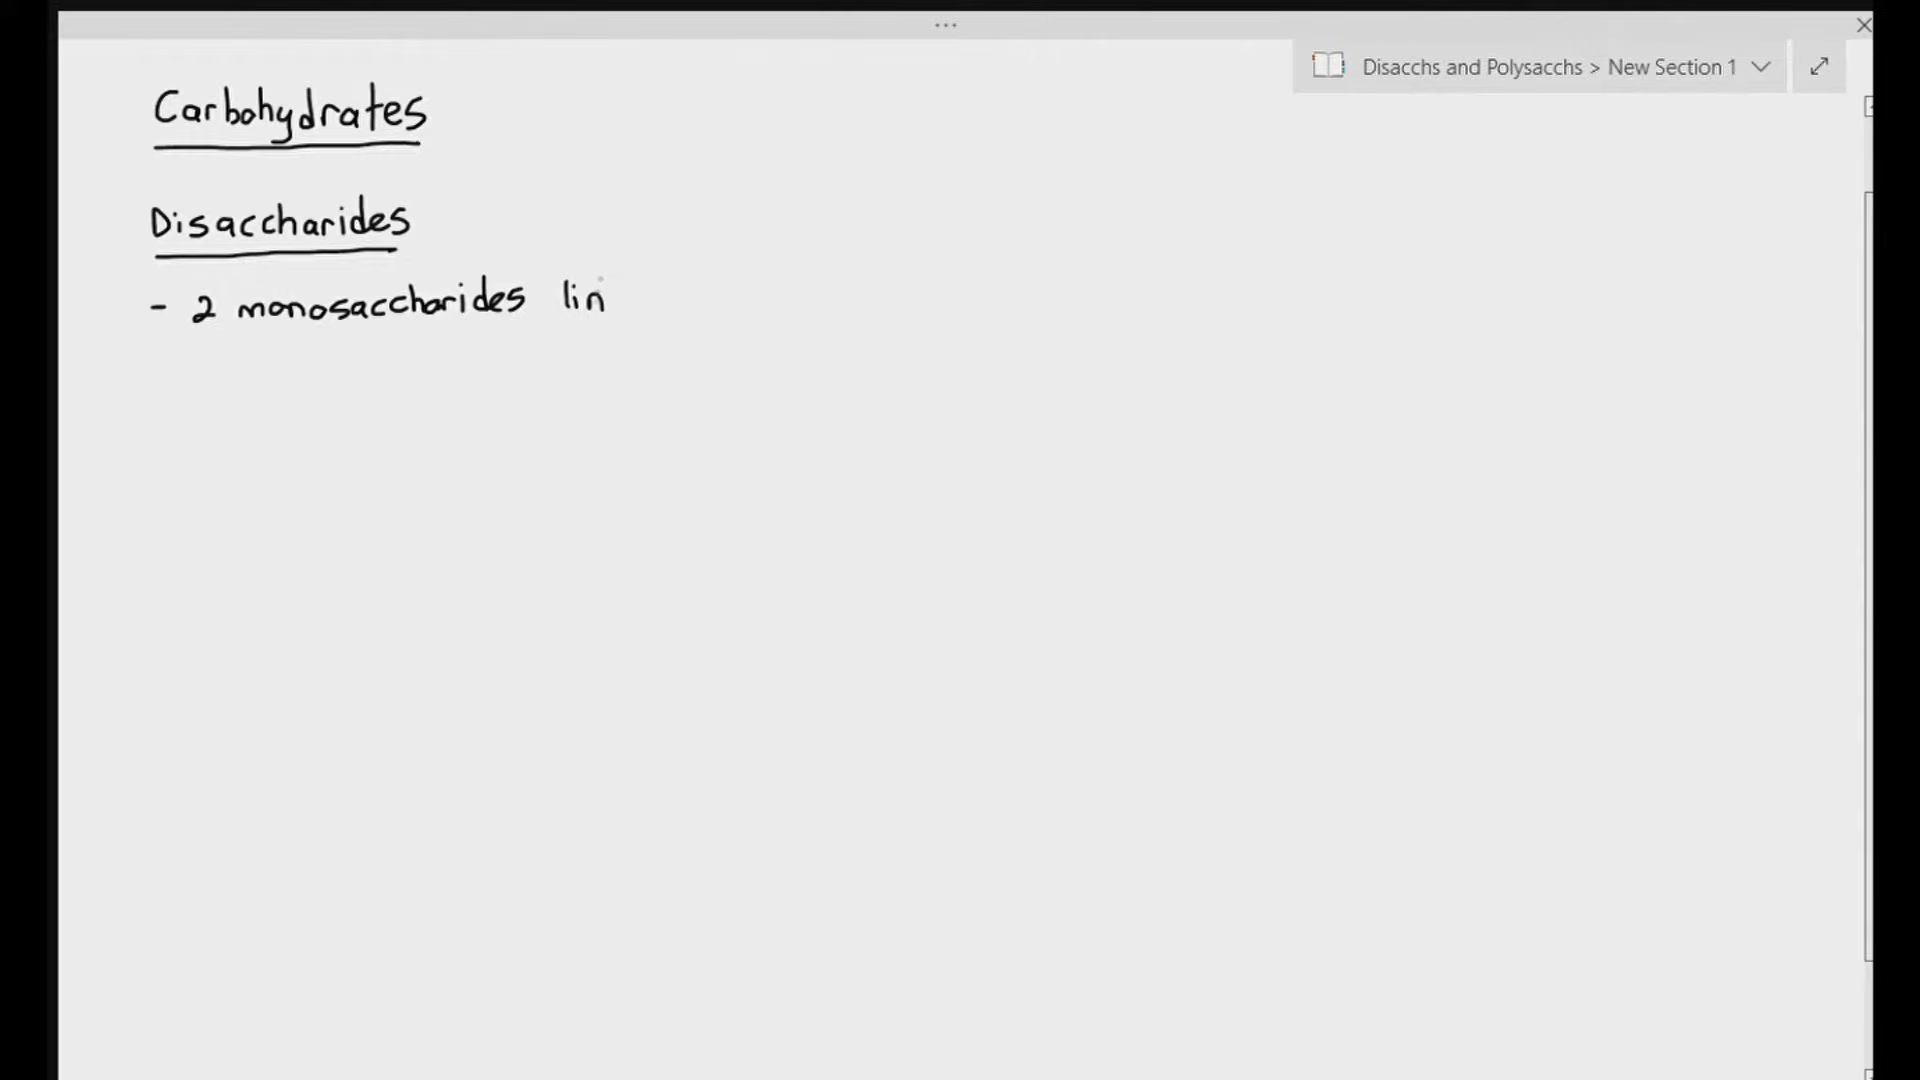 Disacchs and Polysacchs > New Section 1
Carbohydrates
Disaccharides
- 2 monosaccharides lin